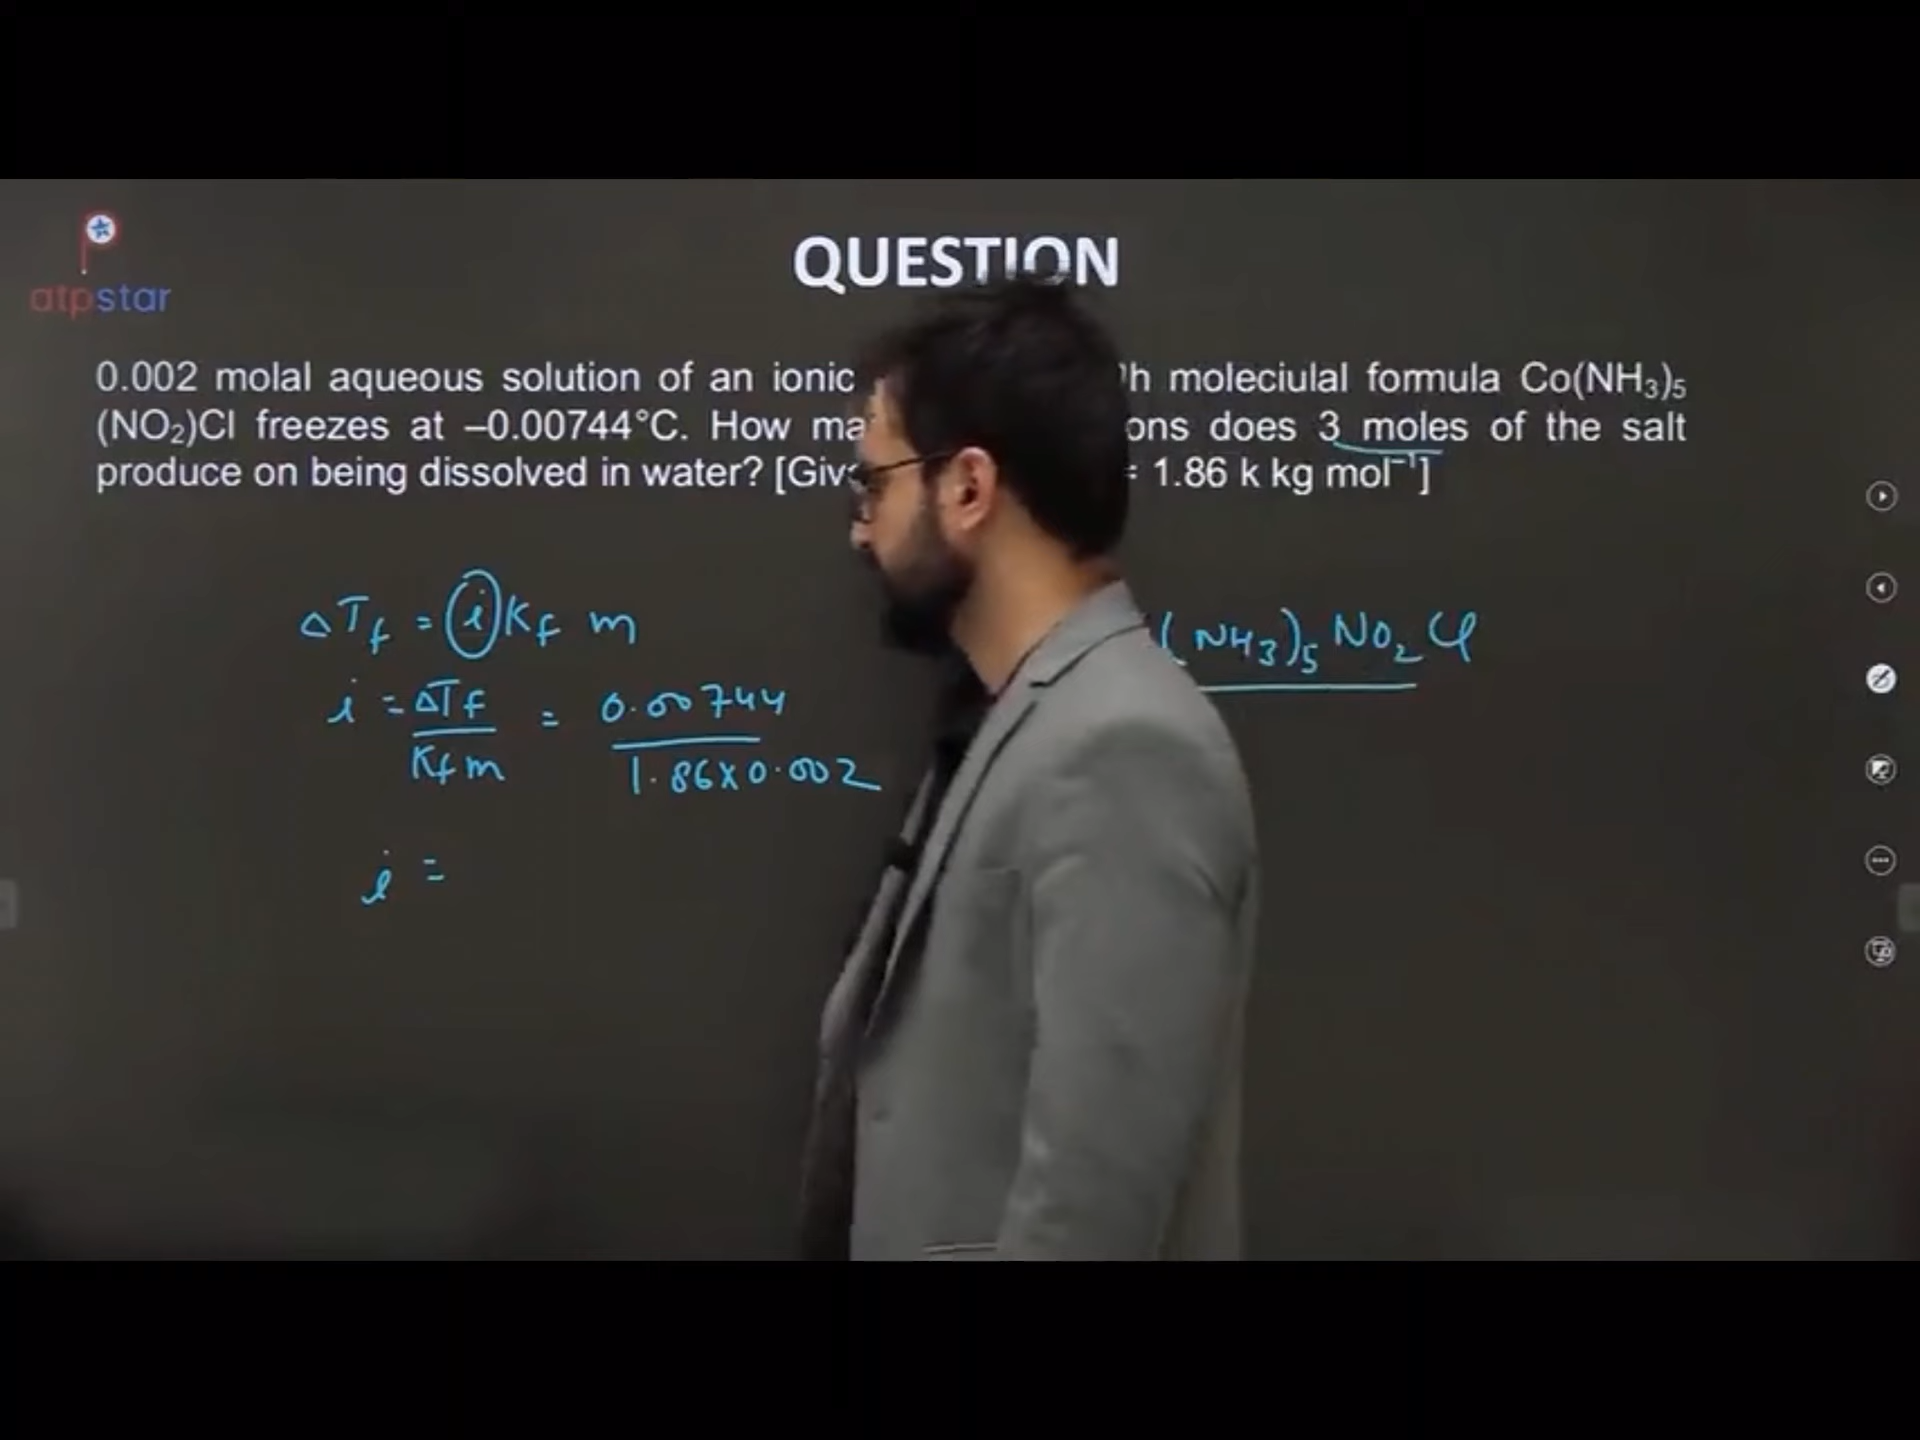 atpstar
QUESTION
0.002 molal aqueous solution of an ionic h moleciulal formula Co(NH₃)₅
(NO₂)Cl freezes at –0.00744°C. How ma ons does 3 moles of the salt
produce on being dissolved in water? [Giv = 1.86 k kg mol⁻¹]
ΔTf = i Kf m
(NH₃)₅ NO₂ Cl
i = ΔTf / Kf m = 0.00744 / 1.86×0.002
i =